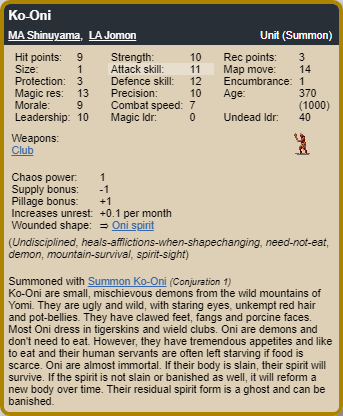 Ko-Oni
MA Shinuyama, LA Jomon Unit (Summon)
Hit points: 9 Strength: 10 Rec points: 3
Size: 1 Attack skill: 11 Map move: 14
Protection: 3 Defence skill: 12 Encumbrance: 1
Magic res: 13 Precision: 10 Age: 370
Morale: 9 Combat speed: 7 (1000)
Leadership: 10 Magic ldr: 0 Undead ldr: 40
Weapons:
Club
Chaos power: 1
Supply bonus: -1
Pillage bonus: +1
Increases unrest: +0.1 per month
Wounded shape: ⇒ Oni spirit
(Undisciplined, heals-afflictions-when-shapechanging, need-not-eat,
demon, mountain-survival, spirit-sight)
Summoned with Summon Ko-Oni (Conjuration 1)
Ko-Oni are small, mischievous demons from the wild mountains of
Yomi. They are ugly and wild, with staring eyes, unkempt red hair
and pot-bellies. They have clawed feet, fangs and porcine faces.
Most Oni dress in tigerskins and wield clubs. Oni are demons and
don't need to eat. However, they have tremendous appetites and like
to eat and their human servants are often left starving if food is
scarce. Oni are almost immortal. If their body is slain, their spirit will
survive. If the spirit is not slain or banished as well, it will reform a
new body over time. Their residual spirit form is a ghost and can be
banished.